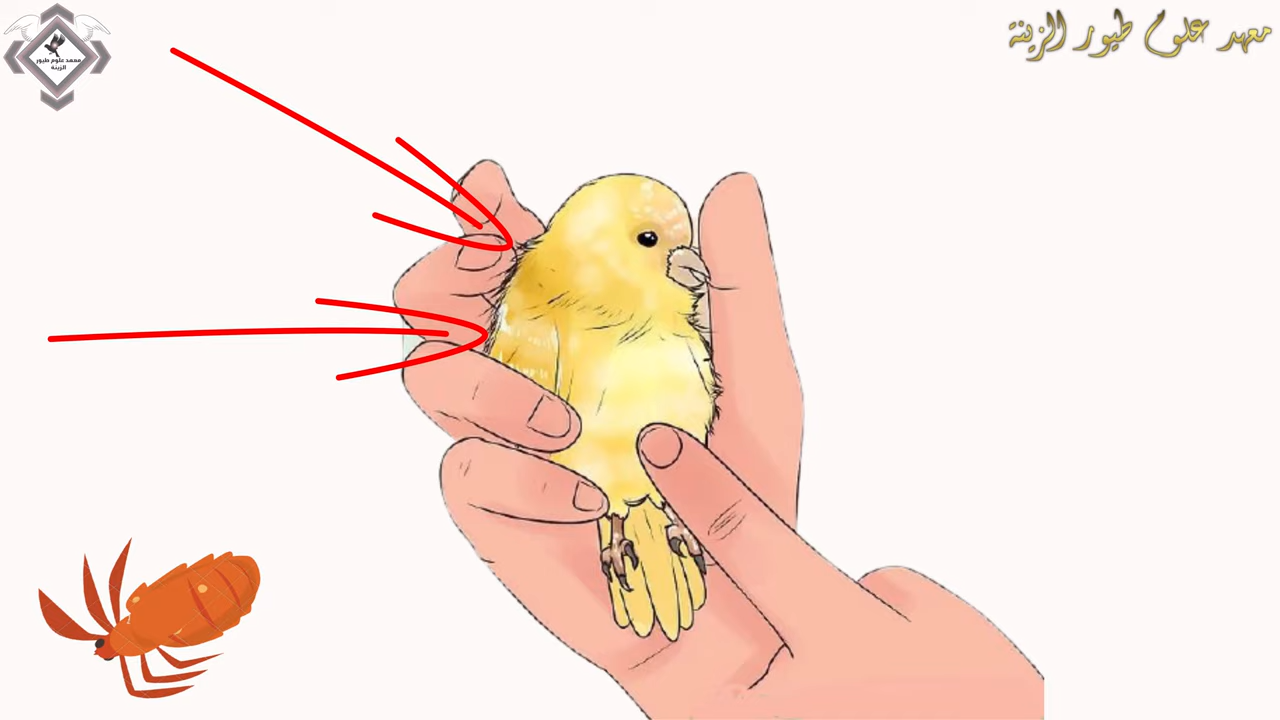 معهد علوم طيور
الزينة
معهد علوم طيور الزينة